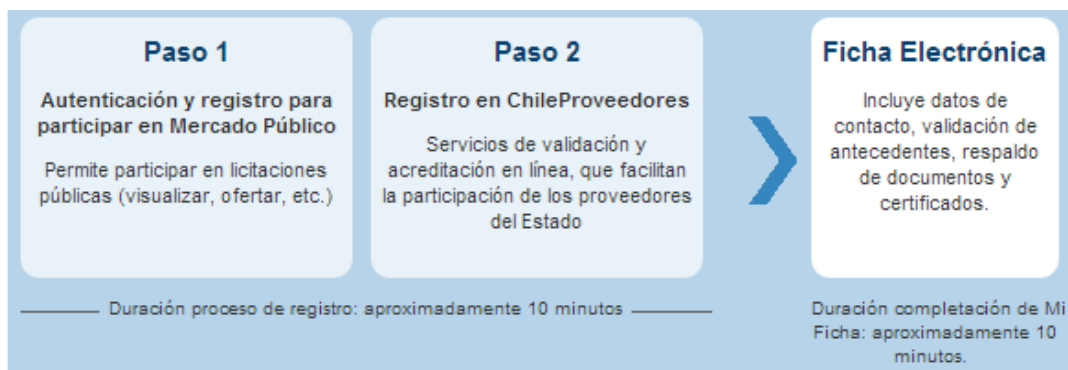 Paso 1
Autenticación y registro para
participar en Mercado Público
Permite participar en licitaciones
públicas (visualizar, ofertar, etc.)
Paso 2
Registro en ChileProveedores
Servicios de validación y
acreditación en línea, que facilitan
la participación de los proveedores
del Estado
Ficha Electrónica
Incluye datos de
contacto, validación de
antecedentes, respaldo
de documentos y
certificados.
Duración proceso de registro: aproximadamente 10 minutos
Duración completación de Mi
Ficha: aproximadamente 10
minutos.